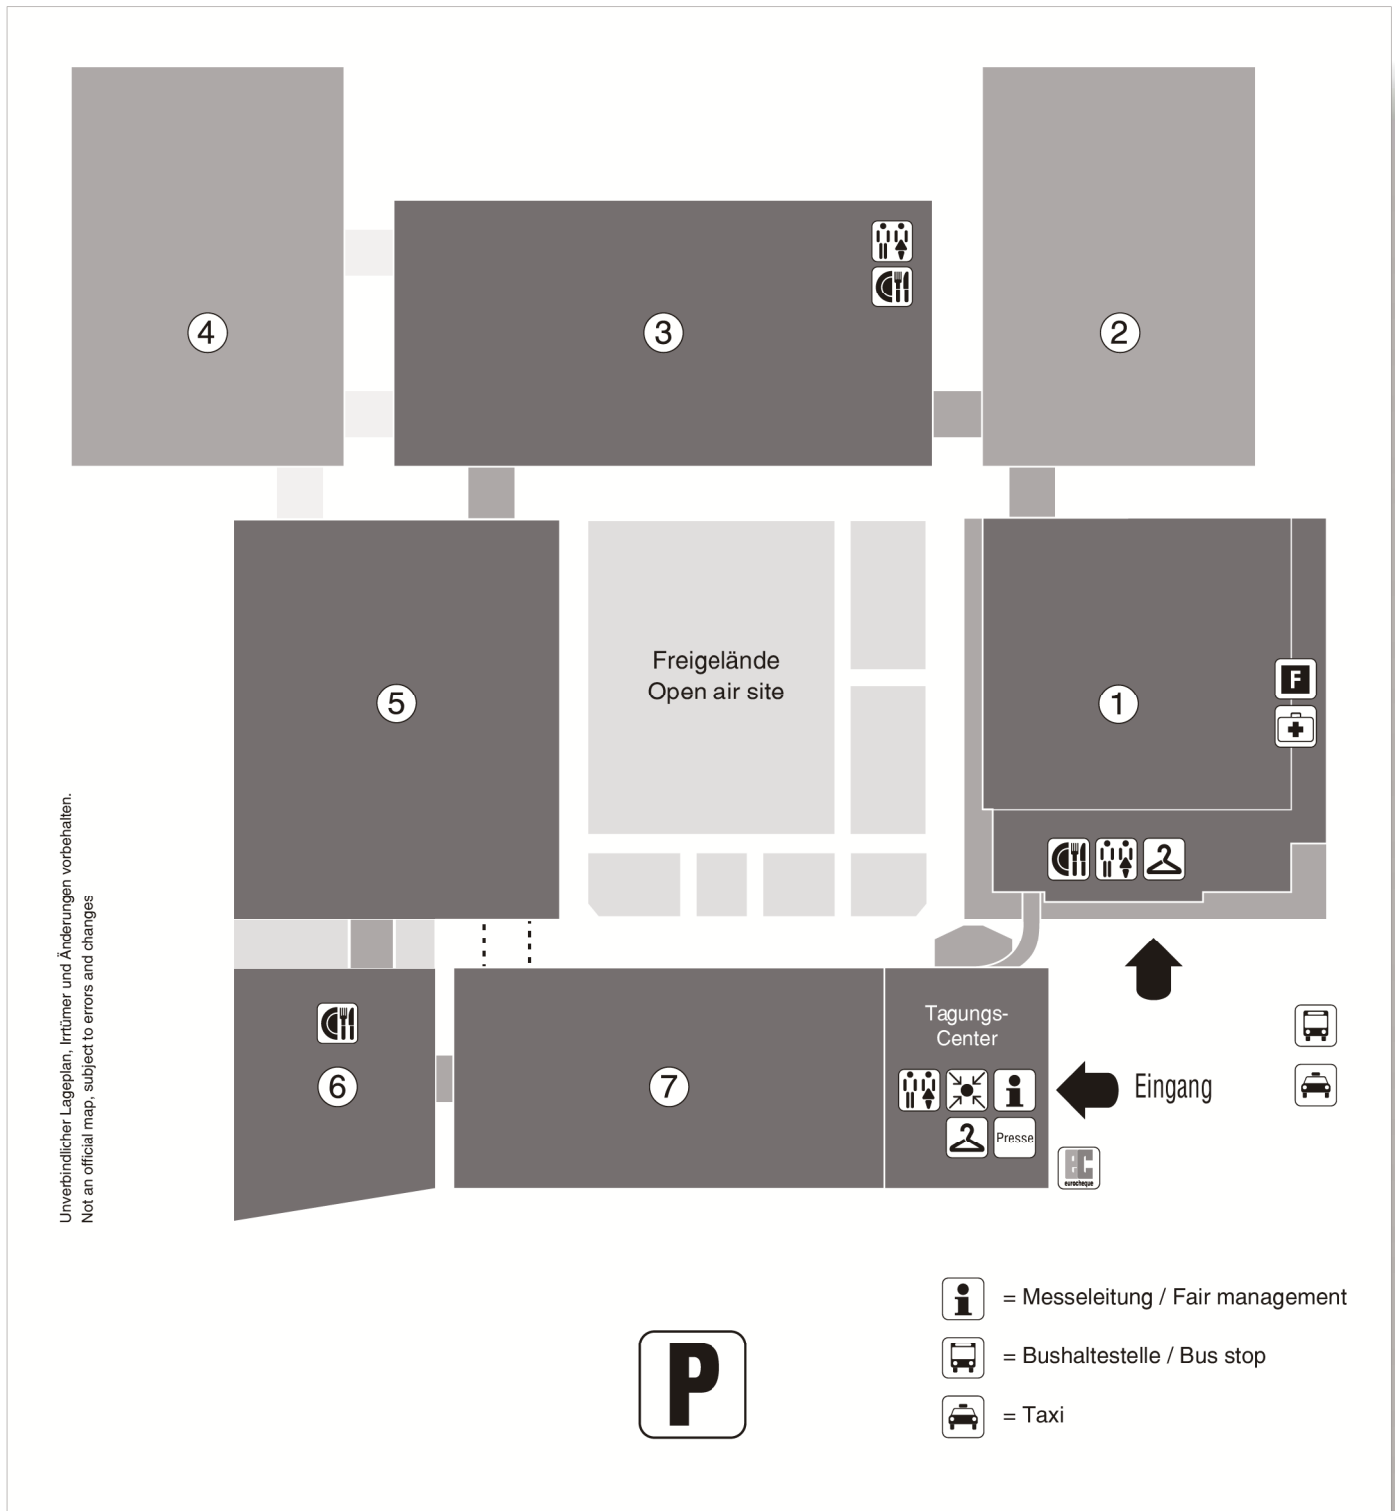 4
3
2
Freigelände
Open air site
5
1
F
Tagungs-
Center
6
7
Eingang
Presse
EC
eurocheque
Unverbindlicher Lageplan, Irrtümer und Änderungen vorbehalten.
Not an official map, subject to errors and changes
i = Messeleitung / Fair management
= Bushaltestelle / Bus stop
= Taxi
P